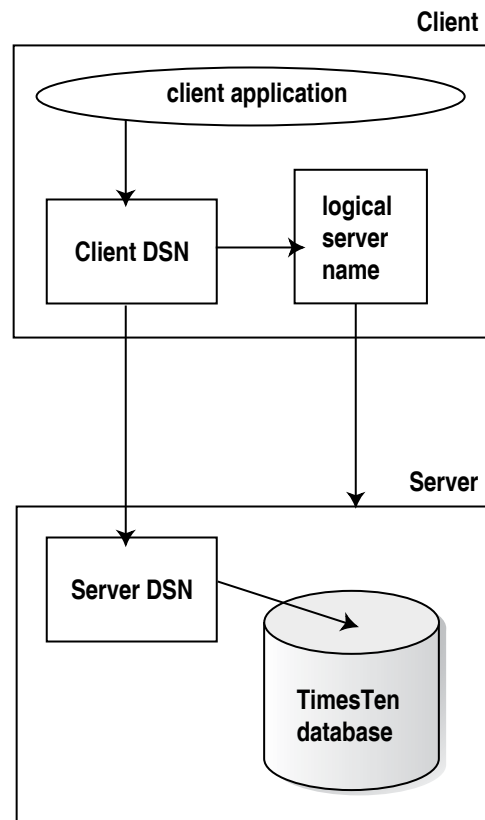 Client
client application
Client DSN
logical
server
name
Server
Server DSN
TimesTen
database